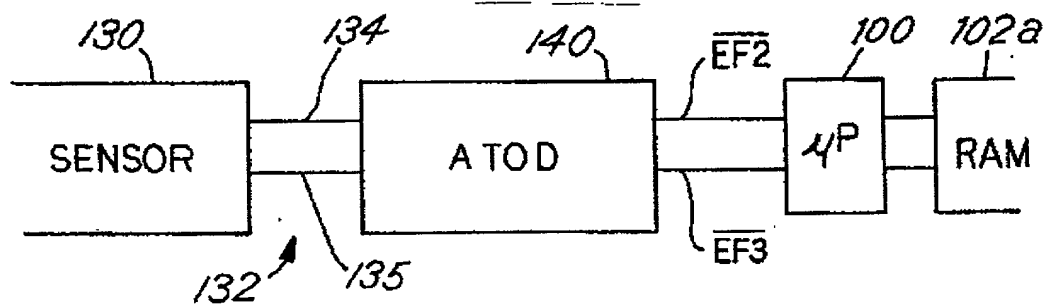 130 134 140 EF2 100 102a
SENSOR A TO D μP RAM
132 135 EF3